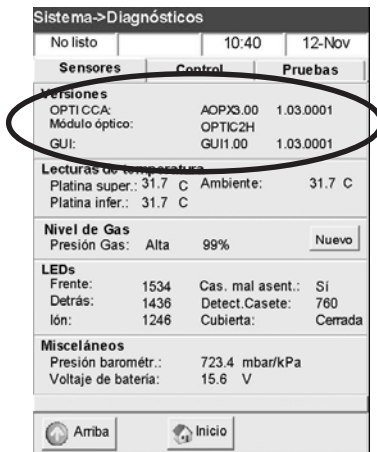 Sistema->Diagnósticos
No listo 10:40 12-Nov
Sensores Control Pruebas
Versiones
OPTI CCA: AOPX3.00 1.03.0001
Módulo óptico: OPTIC2H
GUI: GUI1.00 1.03.0001
Lecturas de temperatura
Platina super.: 31.7 C Ambiente: 31.7 C
Platina infer.: 31.7 C
Nivel de Gas
Presión Gas: Alta 99% Nuevo
LEDs
Frente: 1534 Cas. mal asent.: Sí
Detrás: 1436 Detect.Casete: 760
Ión: 1246 Cubierta: Cerrada
Misceláneos
Presión barométr.: 723.4 mbar/kPa
Voltaje de batería: 15.6 V
Arriba Inicio